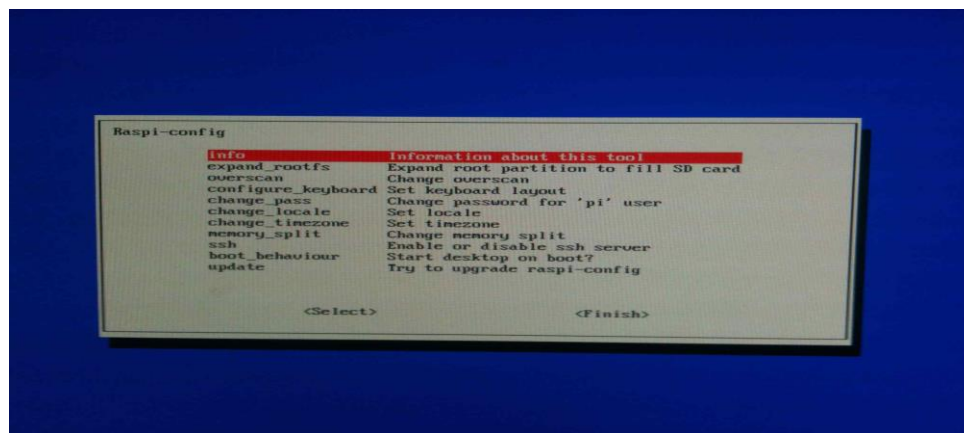 Raspi-config
info Information about this tool
expand_rootfs Expand root partition to fill SD card
overscan Change overscan
configure_keyboard Set keyboard layout
change_pass Change password for 'pi' user
change_locale Set locale
change_timezone Set timezone
memory_split Change memory split
ssh Enable or disable ssh server
boot_behaviour Start desktop on boot?
update Try to upgrade raspi-config
<Select> <Finish>